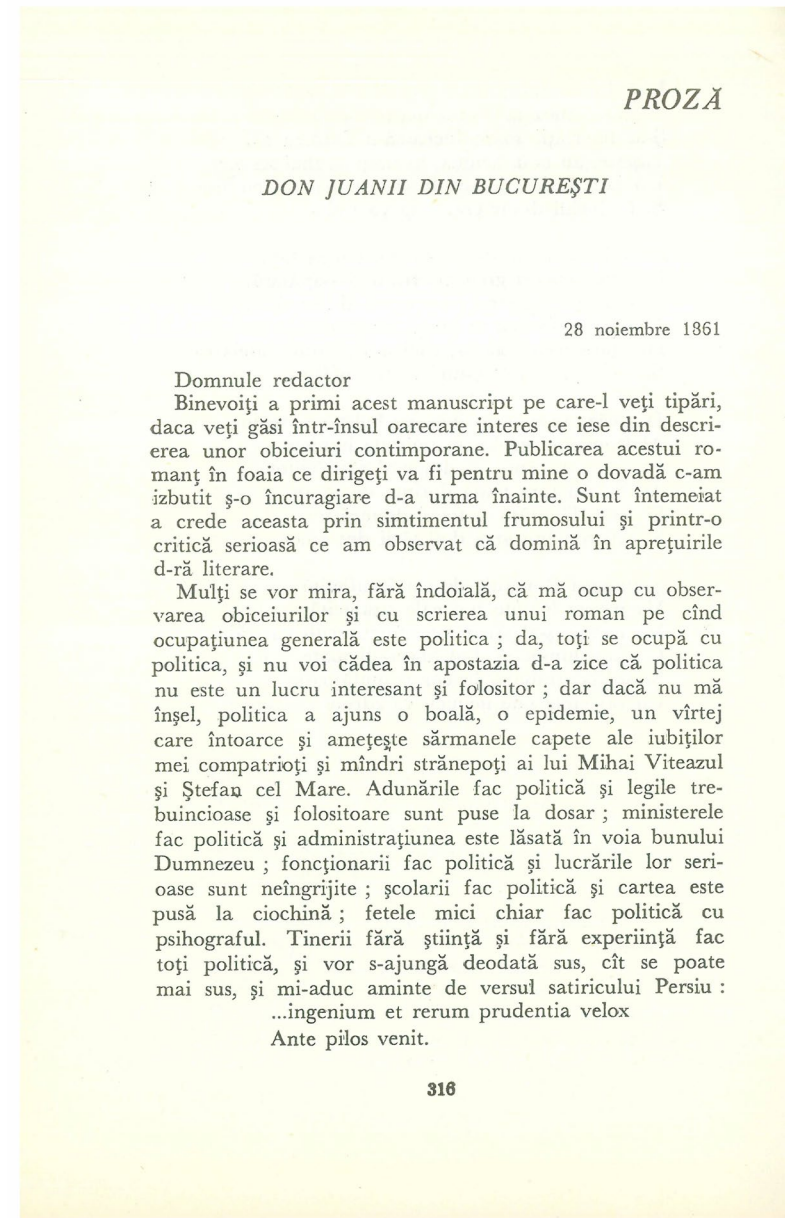 PROZĂ
DON JUANII DIN BUCUREŞTI
28 noiembrie 1861
Domnule redactor
Binevoiţi a primi acest manuscript pe care-l veţi tipări,
daca veţi găsi într-însul oarecare interes ce iese din descri-
erea unor obiceiuri contimporane. Publicarea acestui ro-
manţ în foaia ce dirigeţi va fi pentru mine o dovadă c-am
izbutit ş-o încuragiare d-a urma înainte. Sunt întemeiat
a crede aceasta prin simtimentul frumosului şi printr-o
critică serioasă ce am observat că domină în apreţuirile
d-ră literare.
Mulţi se vor mira, fără îndoială, că mă ocup cu obser-
varea obiceiurilor şi cu scrierea unui roman pe cînd
ocupaţiunea generală este politica ; da, toţi se ocupă cu
politica, şi nu voi cădea în apostazia d-a zice că politica
nu este un lucru interesant şi folositor ; dar dacă nu mă
înşel, politica a ajuns o boală, o epidemie, un vîrtej
care întoarce şi ameţeşte sărmanele capete ale iubiţilor
mei compatrioţi şi mîndri strănepoţi ai lui Mihai Viteazul
şi Ştefan cel Mare. Adunările fac politică şi legile tre-
buincioase şi folositoare sunt puse la dosar ; ministerele
fac politică şi administraţiunea este lăsată în voia bunului
Dumnezeu ; foncţionarii fac politică şi lucrările lor seri-
oase sunt neîngrijite ; şcolarii fac politică şi cartea este
pusă la ciochină ; fetele mici chiar fac politică cu
psihograful. Tinerii fără ştiinţă şi fără experiinţă fac
toţi politică, şi vor s-ajungă deodată sus, cît se poate
mai sus, şi mi-aduc aminte de versul satiricului Persiu :
...ingenium et rerum prudentia velox
Ante pilos venit.
316